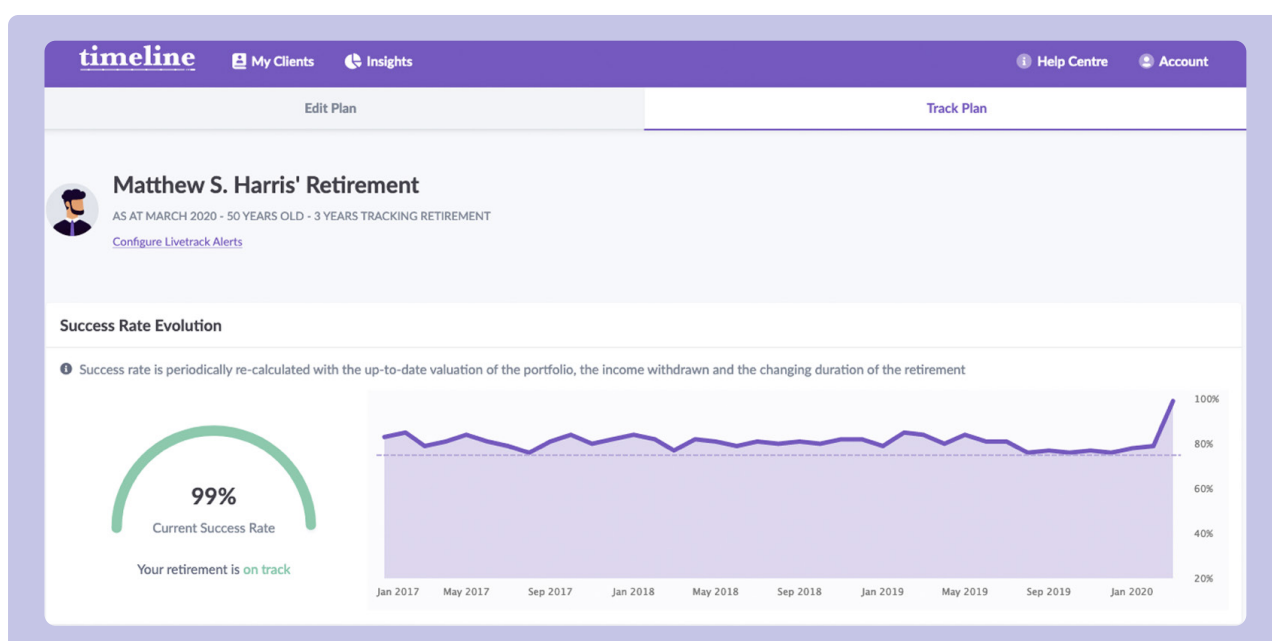 timeline My Clients Insights Help Centre Account
Edit Plan Track Plan
Matthew S. Harris' Retirement
AS AT MARCH 2020 - 50 YEARS OLD - 3 YEARS TRACKING RETIREMENT
Configure Livetrack Alerts
Success Rate Evolution
Success rate is periodically re-calculated with the up-to-date valuation of the portfolio, the income withdrawn and the changing duration of the retirement
99%
Current Success Rate
Your retirement is on track
100%
80%
60%
40%
20%
Jan 2017 May 2017 Sep 2017 Jan 2018 May 2018 Sep 2018 Jan 2019 May 2019 Sep 2019 Jan 2020